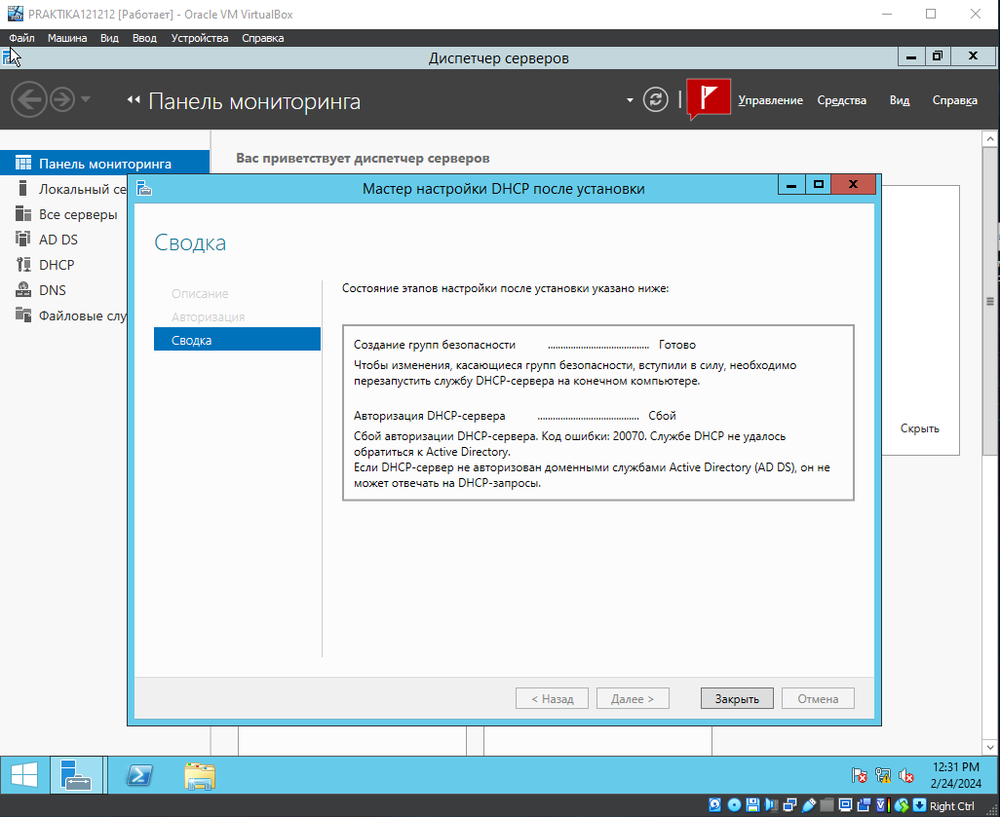 PRAKTIKA121212 [Работает] - Oracle VM VirtualBox
Файл Машина Вид Ввод Устройства Справка
Диспетчер серверов
Панель мониторинга
Управление Средства Вид Справка
Панель мониторинга
Локальный се
Все серверы
AD DS
DHCP
DNS
Файловые слу
Вас приветствует диспетчер серверов
Мастер настройки DHCP после установки
Сводка
Описание
Авторизация
Сводка
Состояние этапов настройки после установки указано ниже:
Создание групп безопасности ........................................ Готово
Чтобы изменения, касающиеся групп безопасности, вступили в силу, необходимо
перезапустить службу DHCP-сервера на конечном компьютере.
Авторизация DHCP-сервера ........................................ Сбой
Сбой авторизации DHCP-сервера. Код ошибки: 20070. Службе DHCP не удалось
обратиться к Active Directory.
Если DHCP-сервер не авторизован доменными службами Active Directory (AD DS), он не
может отвечать на DHCP-запросы.
Скрыть
< Назад Далее > Закрыть Отмена
12:31 PM
2/24/2024
Right Ctrl